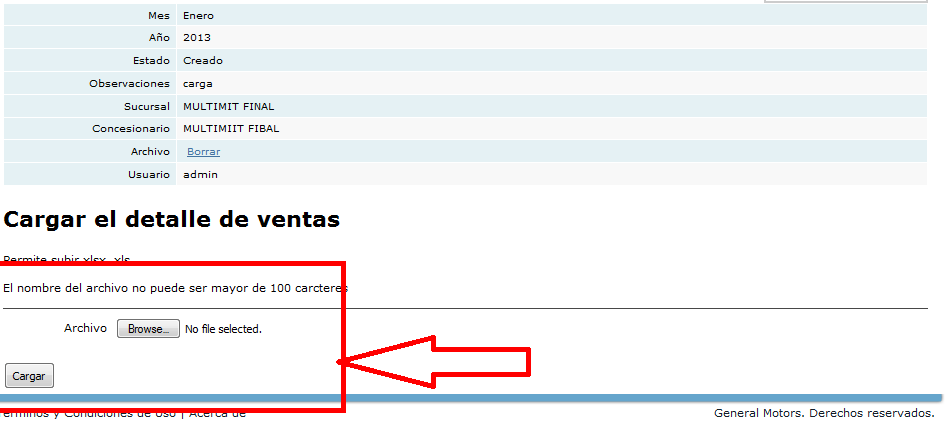 Mes Enero
Año 2013
Estado Creado
Observaciones carga
Sucursal MULTIMIT FINAL
Concesionario MULTIMIIT FIBAL
Archivo Borrar
Usuario admin
Cargar el detalle de ventas
Permite subir xlsx, xls
El nombre del archivo no puede ser mayor de 100 carcteres
Archivo Browse... No file selected.
Cargar
érminos y Condiciones de Uso | Acerca de General Motors. Derechos reservados.